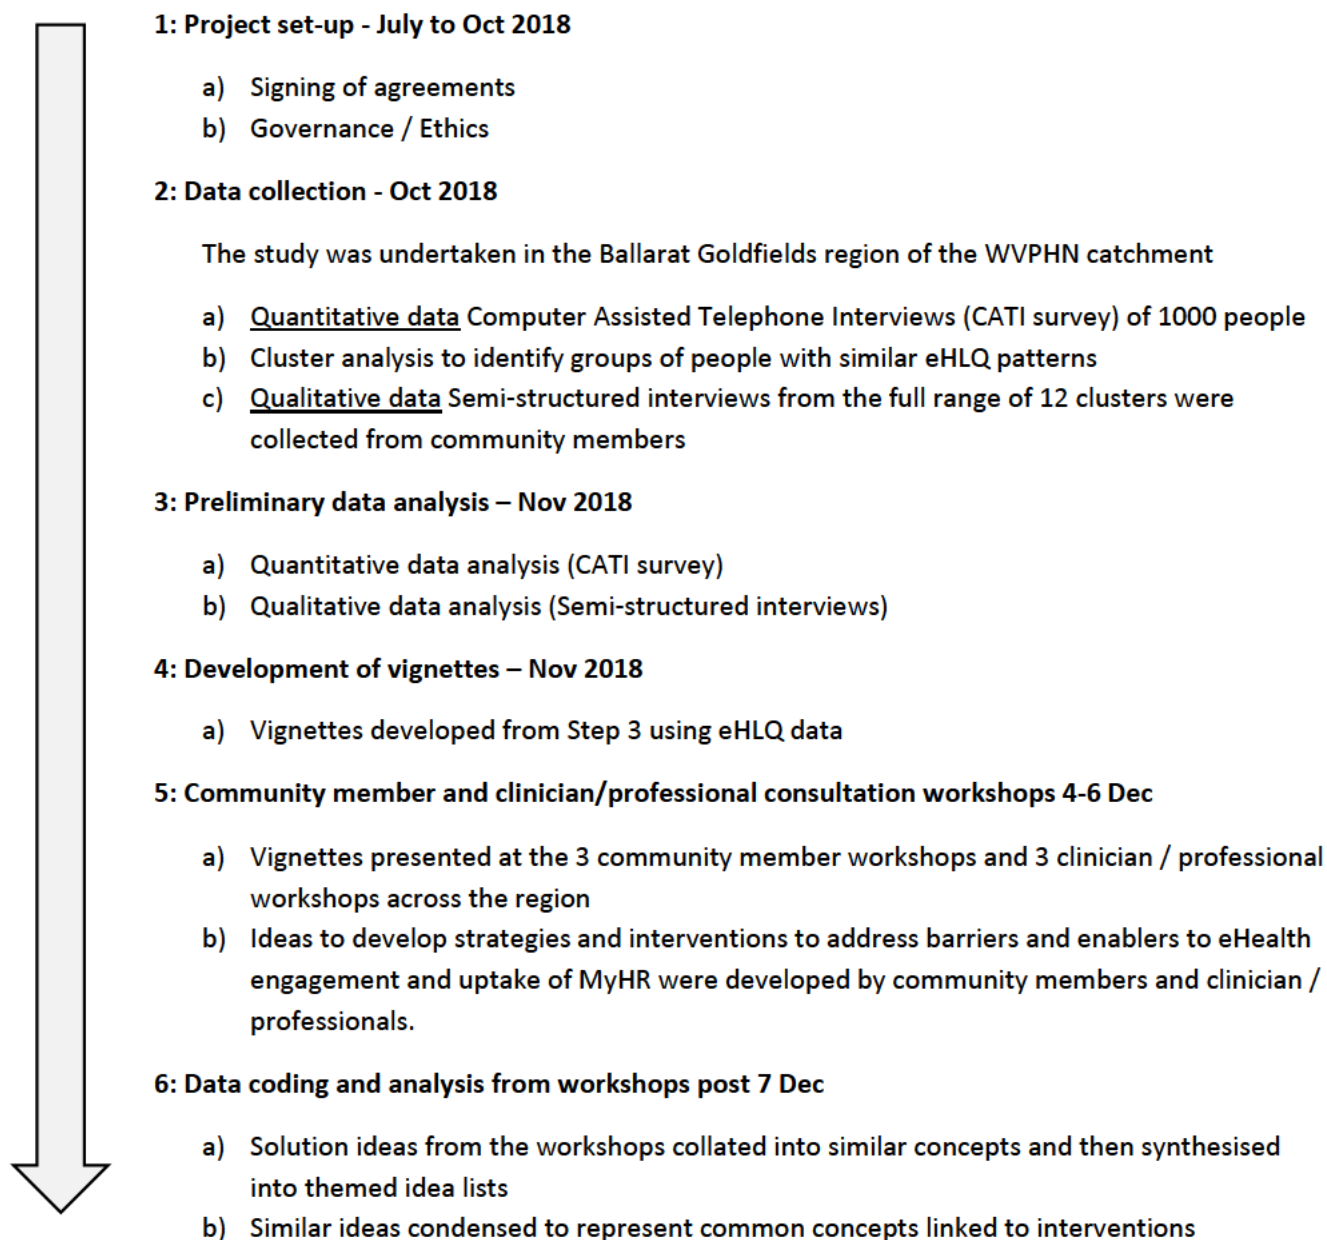 1: Project set-up - July to Oct 2018
a) Signing of agreements
b) Governance / Ethics
2: Data collection - Oct 2018
The study was undertaken in the Ballarat Goldfields region of the WVPHN catchment
a) Quantitative data Computer Assisted Telephone Interviews (CATI survey) of 1000 people
b) Cluster analysis to identify groups of people with similar eHLQ patterns
c) Qualitative data Semi-structured interviews from the full range of 12 clusters were
collected from community members
3: Preliminary data analysis – Nov 2018
a) Quantitative data analysis (CATI survey)
b) Qualitative data analysis (Semi-structured interviews)
4: Development of vignettes – Nov 2018
a) Vignettes developed from Step 3 using eHLQ data
5: Community member and clinician/professional consultation workshops 4-6 Dec
a) Vignettes presented at the 3 community member workshops and 3 clinician / professional
workshops across the region
b) Ideas to develop strategies and interventions to address barriers and enablers to eHealth
engagement and uptake of MyHR were developed by community members and clinician /
professionals.
6: Data coding and analysis from workshops post 7 Dec
a) Solution ideas from the workshops collated into similar concepts and then synthesised
into themed idea lists
b) Similar ideas condensed to represent common concepts linked to interventions